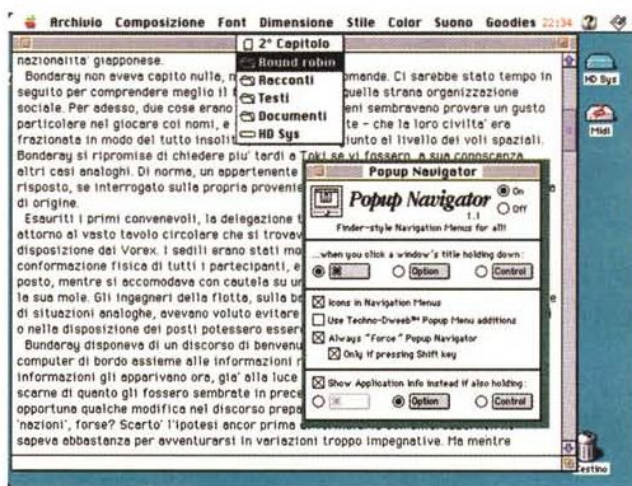 Archivio Composizione Font Dimensione Stile Color Suono Goodies 22:34
2° Capitolo
Round robin
Racconti
Testi
Documenti
HD Sys
HD Sys
Midi
Cestino
nazionalita' giapponese.
Bondaray non aveva capito nulla, omande. Ci sarebbe stato tempo in
seguito per comprendere meglio il quella strana organizzazione
sociale. Per adesso, due cose erano eni sembravano provare un gusto
particolare nel giocare coi nomi, e te - che la loro civilta' era
frazionata in modo del tutto insolit giunto al livello dei voli spaziali.
Bondaray si ripromise di chiedere piu' tardi a Toki se vi fossero, a sua conoscenza,
altri casi analoghi. Di norma, un appartenente
risposto, se interrogato sulla propria provenie
di origine.
Esauriti i primi convenevoli, la delegazione
attorno al vasto tavolo circolare che si trova
disposizione dai Vorex. I sedili erano stati mo
conformazione fisica di tutti i partecipanti, e
posto, mentre si accomodava con cautela su un
la sua mole. Gli ingegneri della flotta, sulla b
di situazioni analoghe, avevano voluto evitare
o nella disposizione dei posti potessero esser
Bundaray disponeva di un discorso di benvenu
computer di bordo assieme alle informazioni
informazioni gli apparivano ora, gia' alla luce
scarne di quanto gli fossero sembrate in prece
opportuna qualche modifica nel discorso prepa
'nazioni', forse? Scarto' l'ipotesi ancor prima
sapeva abbastanza per avventurarsi in variazioni troppo impegnative. Ma mentre
Popup Navigator
Popup Navigator
1.1
On
Off
Finder-style Navigation Menus for all!
...when you click a window's title holding down:
⌘ Option Control
Icons in Navigation Menus
Use Techno-Dweeb™ Popup Menu additions
Always "Force" Popup Navigator
Only if pressing Shift key
Show Application Info instead if also holding:
⌘ Option Control